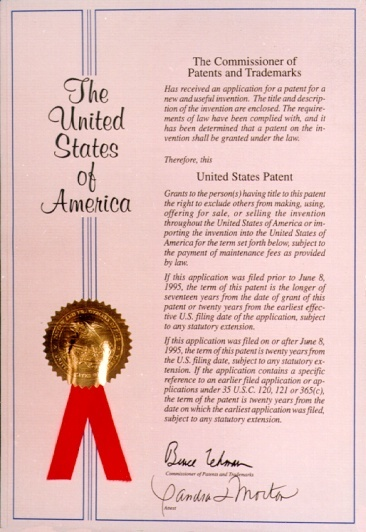 The
United
States
of
America
The Commissioner of
Patents and Trademarks
Has received an application for a patent for a
new and useful invention. The title and descrip-
tion of the invention are enclosed. The require-
ments of law have been complied with, and it
has been determined that a patent on the in-
vention shall be granted under the law.
Therefore, this
United States Patent
Grants to the person(s) having title to this patent
the right to exclude others from making, using,
offering for sale, or selling the invention
throughout the United States of America or im-
porting the invention into the United States of
America for the term set forth below, subject to
the payment of maintenance fees as provided
by law.
If this application was filed prior to June 8,
1995, the term of this patent is the longer of
seventeen years from the date of grant of this
patent or twenty years from the earliest effec-
tive U.S. filing date of the application, subject
to any statutory extension.
If this application was filed on or after June 8,
1995, the term of this patent is twenty years from
the U.S. filing date, subject to any statutory ex-
tension. If the application contains a specific
reference to an earlier filed application or ap-
plications under 35 U.S.C. 120, 121 or 365(c),
the term of the patent is twenty years from the
date on which the earliest application was filed,
subject to any statutory extension.
Bruce Lehman
Commissioner of Patents and Trademarks
Sandra L Morton
Attest